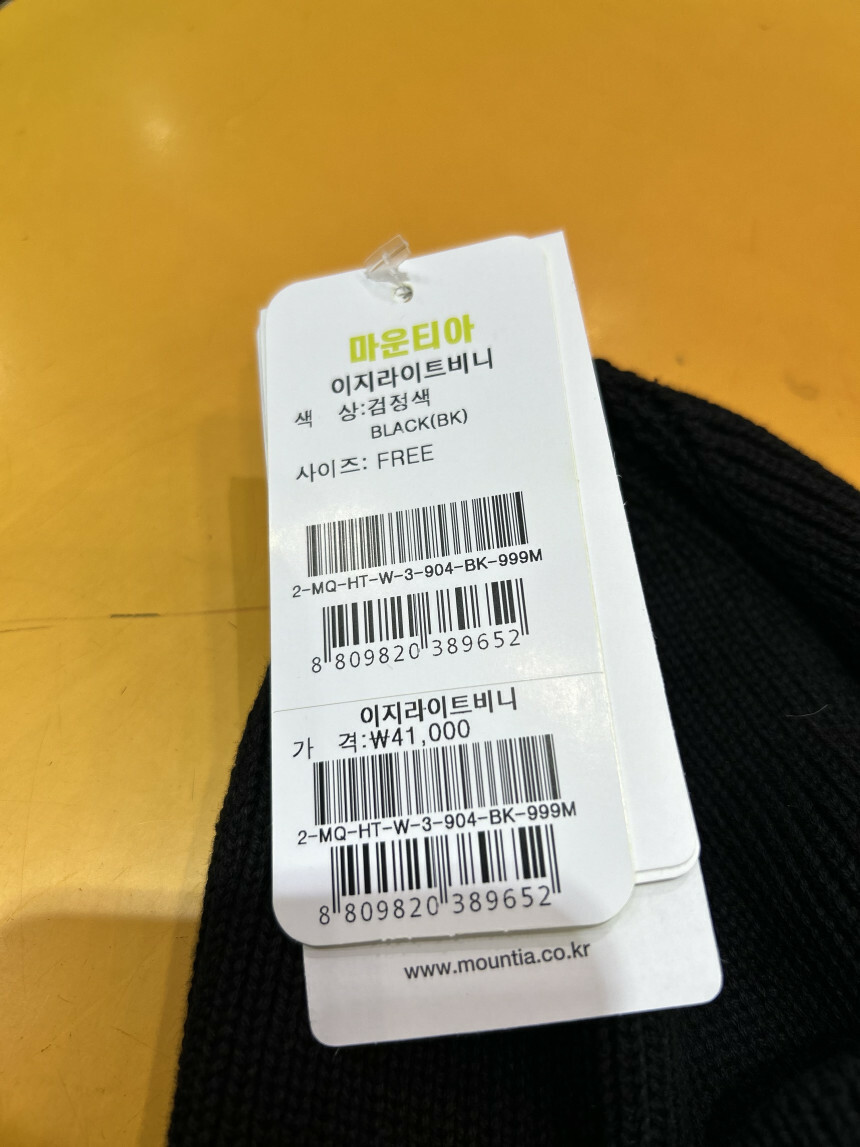 마운티아
이지라이트비니
색 상:검정색
BLACK(BK)
사이즈: FREE
2-MQ-HT-W-3-904-BK-999M
8 809820 389652
이지라이트비니
가 격:₩41,000
2-MQ-HT-W-3-904-BK-999M
8 809820 389652
www.mountia.co.kr